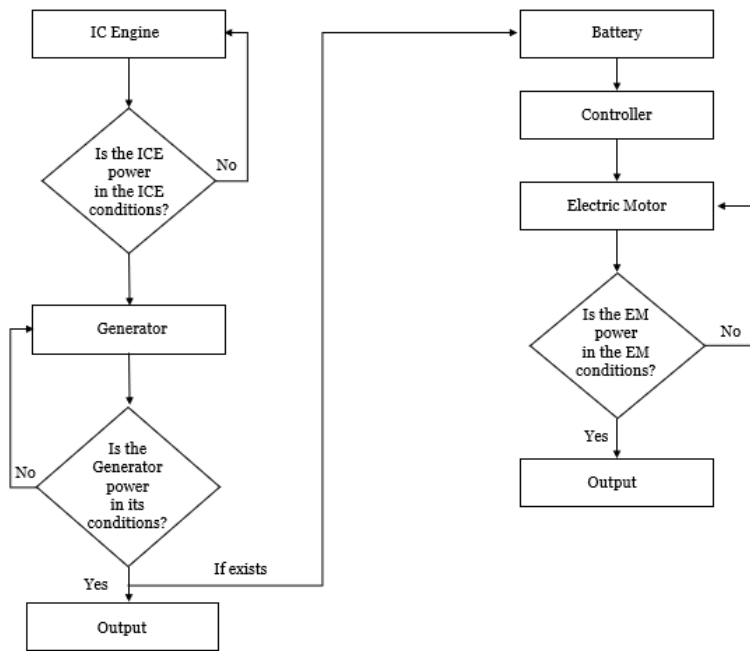 IC Engine
Is the ICE
power
in the ICE
conditions?
No
Generator
Is the
Generator
power
in its
conditions?
No
Yes
If exists
Output
Battery
Controller
Electric Motor
Is the EM
power
in the EM
conditions?
No
Yes
Output